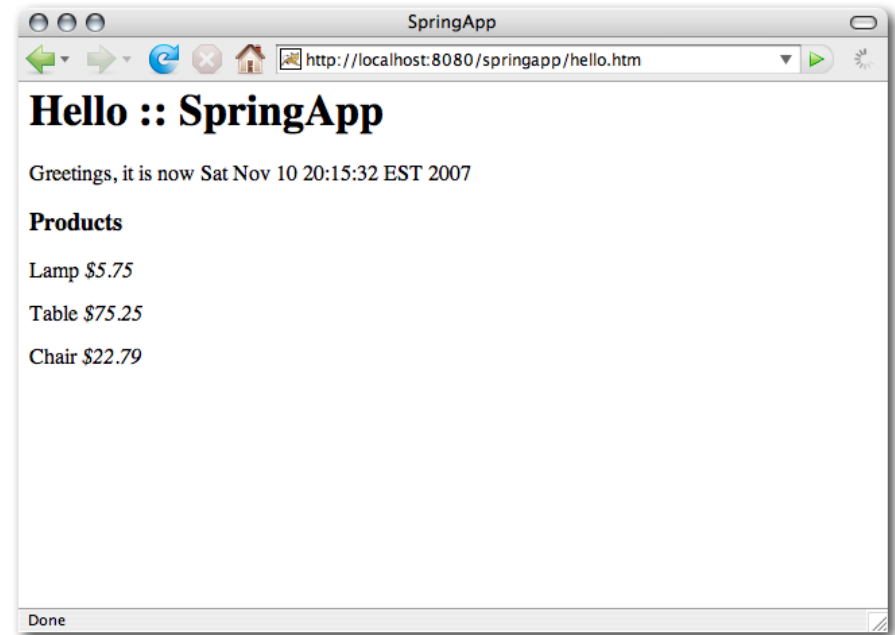 SpringApp
http://localhost:8080/springapp/hello.htm
Hello :: SpringApp
Greetings, it is now Sat Nov 10 20:15:32 EST 2007
Products
Lamp $5.75
Table $75.25
Chair $22.79
Done